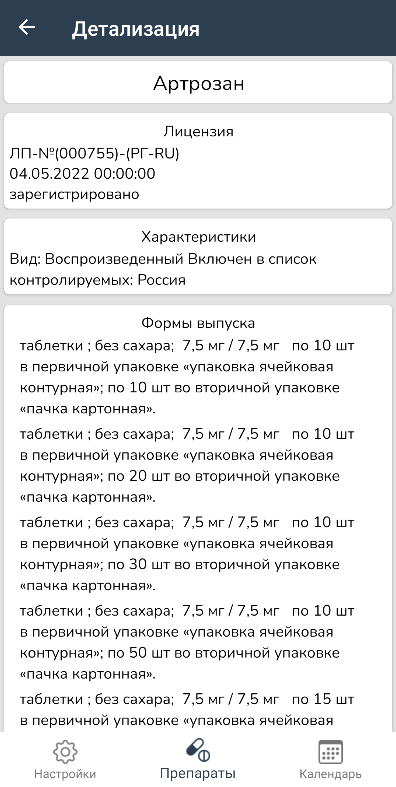 Детализация
Артрозан
Лицензия
ЛП-№(000755)-(РГ-RU)
04.05.2022 00:00:00
зарегистрировано
Характеристики
Вид: Воспроизведенный Включен в список
контролируемых: Россия
Формы выпуска
таблетки ; без сахара;  7,5 мг / 7,5 мг   по 10 шт
в первичной упаковке «упаковка ячейковая
контурная»; по 10 шт во вторичной упаковке
«пачка картонная».
таблетки ; без сахара;  7,5 мг / 7,5 мг   по 10 шт
в первичной упаковке «упаковка ячейковая
контурная»; по 20 шт во вторичной упаковке
«пачка картонная».
таблетки ; без сахара;  7,5 мг / 7,5 мг   по 10 шт
в первичной упаковке «упаковка ячейковая
контурная»; по 30 шт во вторичной упаковке
«пачка картонная».
таблетки ; без сахара;  7,5 мг / 7,5 мг   по 10 шт
в первичной упаковке «упаковка ячейковая
контурная»; по 50 шт во вторичной упаковке
«пачка картонная».
таблетки ; без сахара;  7,5 мг / 7,5 мг   по 15 шт
в первичной упаковке «упаковка ячейковая
Настройки
Препараты
Календарь